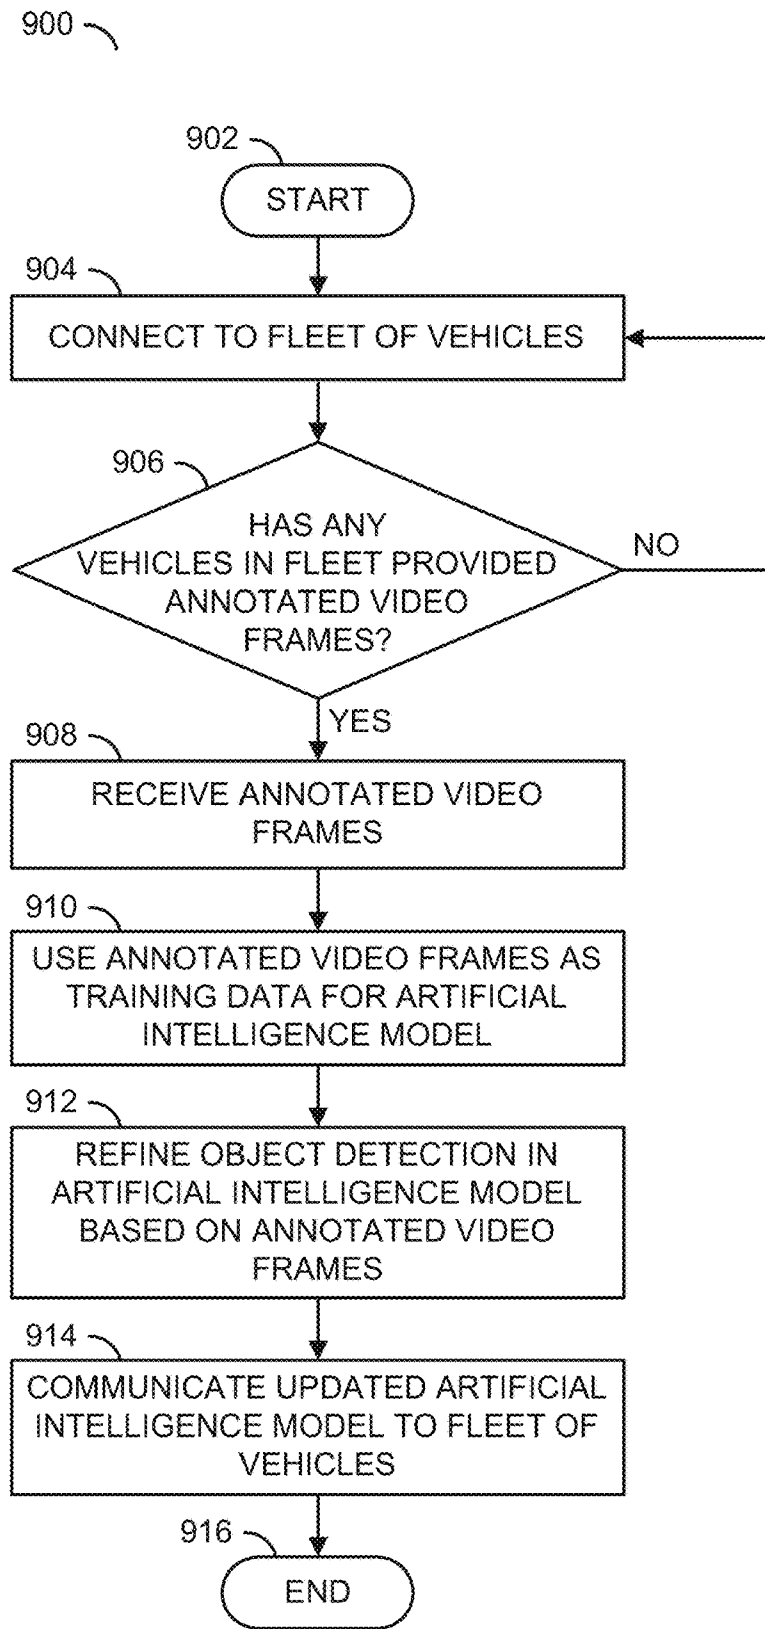 900
902
START
904
CONNECT TO FLEET OF VEHICLES
906
HAS ANY
VEHICLES IN FLEET PROVIDED
ANNOTATED VIDEO
FRAMES?
NO
YES
908
RECEIVE ANNOTATED VIDEO
FRAMES
910
USE ANNOTATED VIDEO FRAMES AS
TRAINING DATA FOR ARTIFICIAL
INTELLIGENCE MODEL
912
REFINE OBJECT DETECTION IN
ARTIFICIAL INTELLIGENCE MODEL
BASED ON ANNOTATED VIDEO
FRAMES
914
COMMUNICATE UPDATED ARTIFICIAL
INTELLIGENCE MODEL TO FLEET OF
VEHICLES
916
END